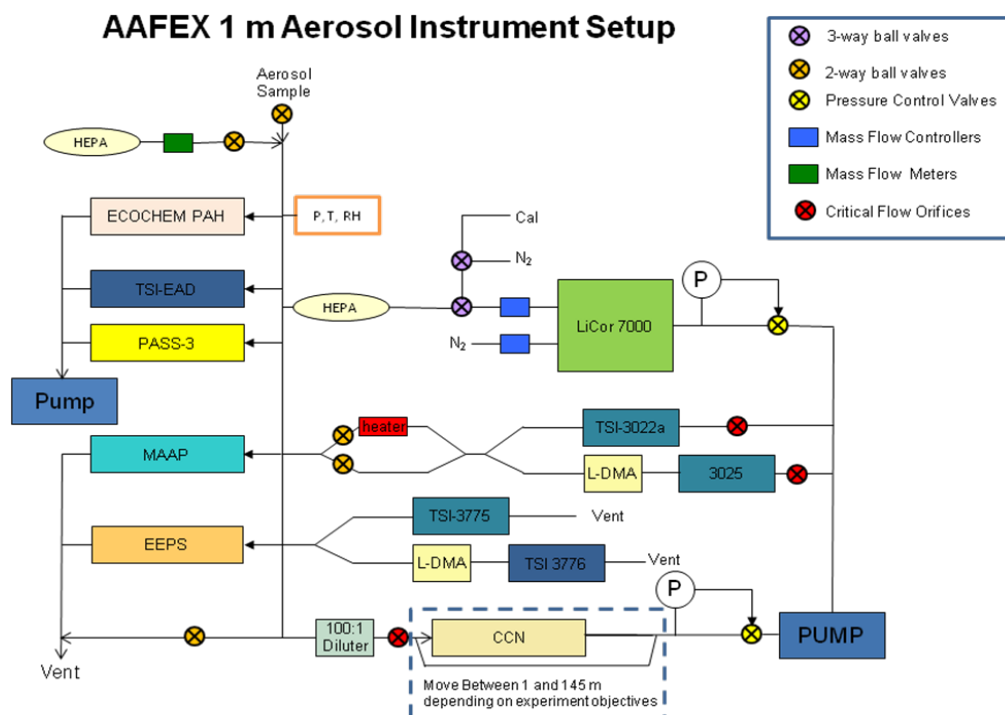 AAFEX 1 m Aerosol Instrument Setup
3-way ball valves
2-way ball valves
Pressure Control Valves
Mass Flow Controllers
Mass Flow Meters
Critical Flow Orifices
Aerosol
Sample
HEPA
ECOCHEM PAH
P, T, RH
Cal
N2
TSI-EAD
HEPA
P
LiCor 7000
PASS-3
N2
Pump
heater
TSI-3022a
MAAP
L-DMA
3025
TSI-3775
Vent
EEPS
L-DMA
TSI 3776
Vent
P
100:1
Diluter
CCN
PUMP
Vent
Move Between 1 and 145 m
depending on experiment objectives